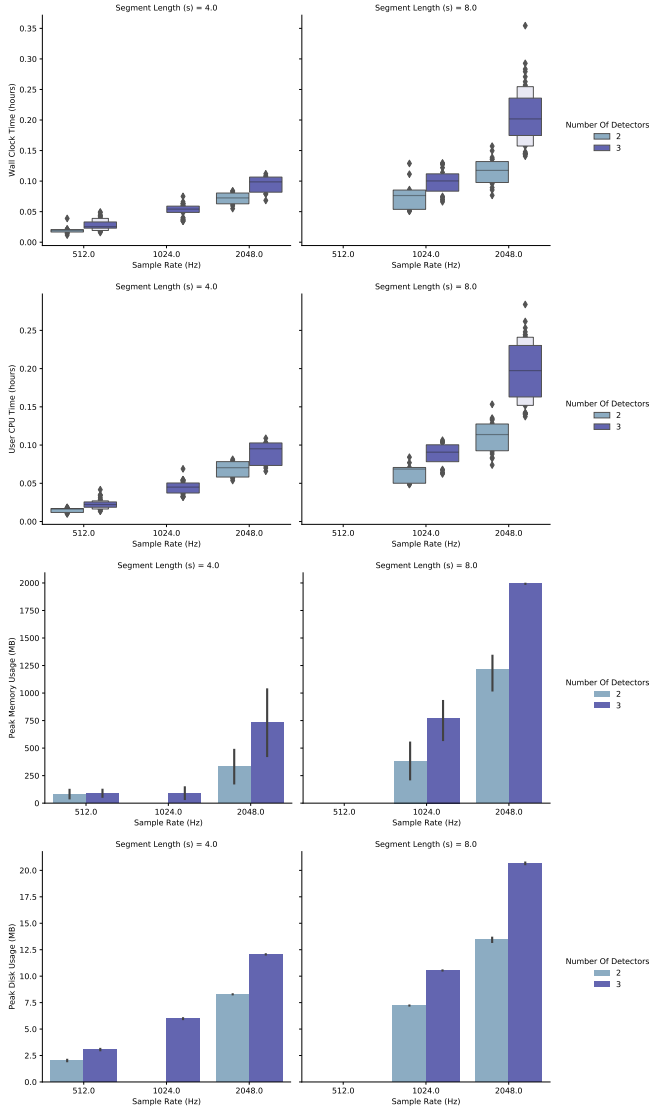 Segment Length (s) = 4.0
Segment Length (s) = 8.0
Wall Clock Time (hours)
0.35
0.30
0.25
0.20
0.15
0.10
0.05
0.00
512.0 1024.0 2048.0
Sample Rate (Hz)
512.0 1024.0 2048.0
Sample Rate (Hz)
Number Of Detectors
2
3
Segment Length (s) = 4.0
Segment Length (s) = 8.0
User CPU Time (hours)
0.25
0.20
0.15
0.10
0.05
0.00
512.0 1024.0 2048.0
Sample Rate (Hz)
512.0 1024.0 2048.0
Sample Rate (Hz)
Number Of Detectors
2
3
Segment Length (s) = 4.0
Segment Length (s) = 8.0
Peak Memory Usage (MB)
2000
1750
1500
1250
1000
750
500
250
0
512.0 1024.0 2048.0
Sample Rate (Hz)
512.0 1024.0 2048.0
Sample Rate (Hz)
Number Of Detectors
2
3
Segment Length (s) = 4.0
Segment Length (s) = 8.0
Peak Disk Usage (MB)
20.0
17.5
15.0
12.5
10.0
7.5
5.0
2.5
0.0
512.0 1024.0 2048.0
Sample Rate (Hz)
512.0 1024.0 2048.0
Sample Rate (Hz)
Number Of Detectors
2
3